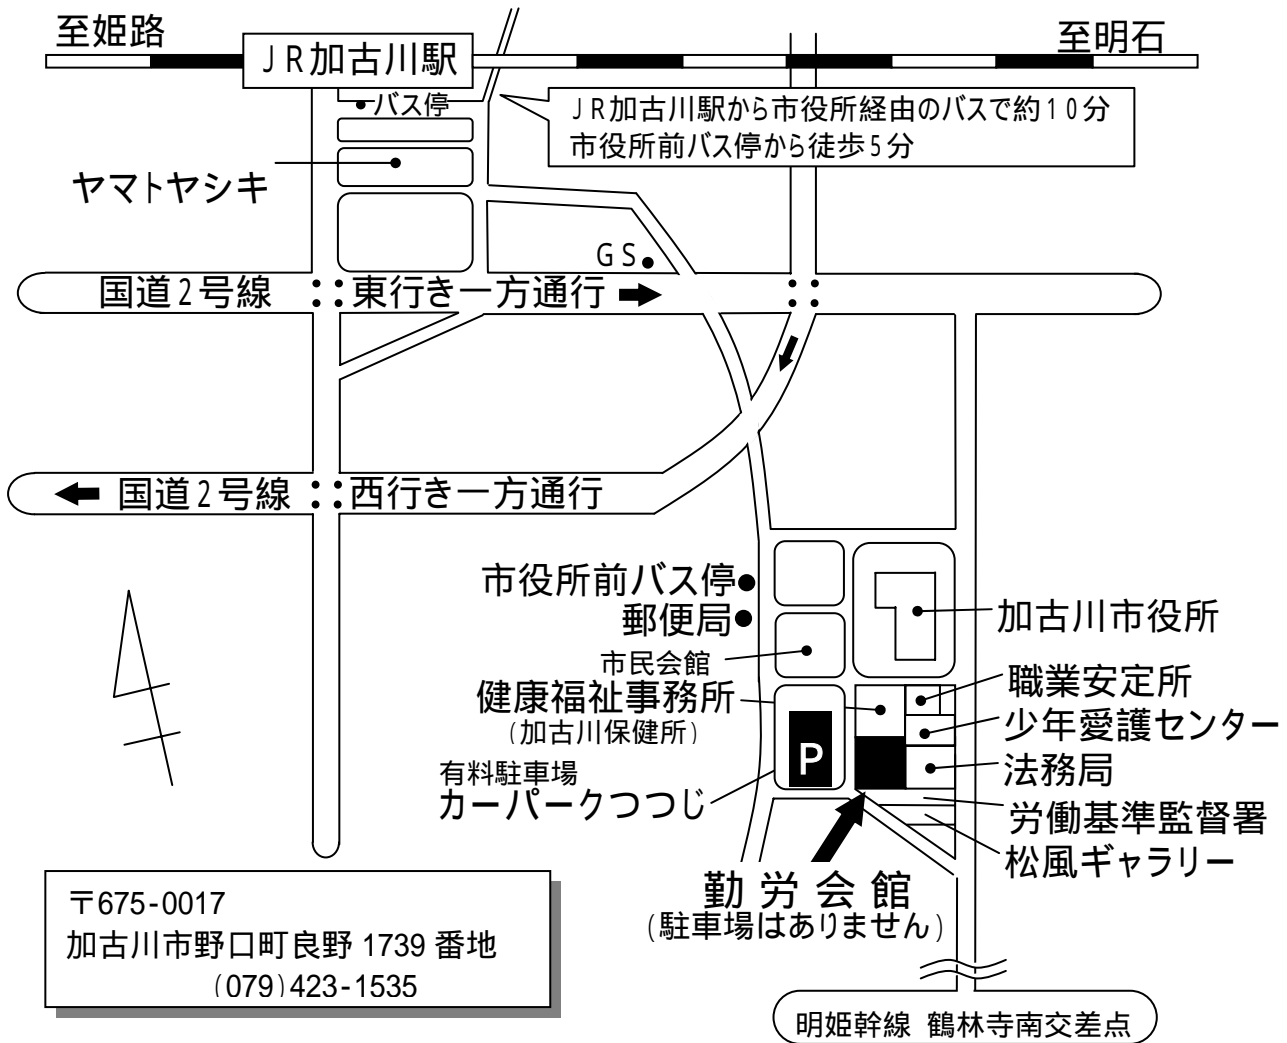 至姫路
至明石
JR加古川駅
バス停
JR加古川駅から市役所経由のバスで約10分
市役所前バス停から徒歩5分
ヤマトヤシキ
GS
国道2号線
東行き一方通行
国道2号線
西行き一方通行
市役所前バス停
郵便局
市民会館
健康福祉事務所
(加古川保健所)
有料駐車場
カーパークつつじ
P
加古川市役所
職業安定所
少年愛護センター
法務局
労働基準監督署
松風ギャラリー
勤労会館
(駐車場はありません)
〒675-0017
加古川市野口町良野 1739 番地
(079)423-1535
明姫幹線 鶴林寺南交差点